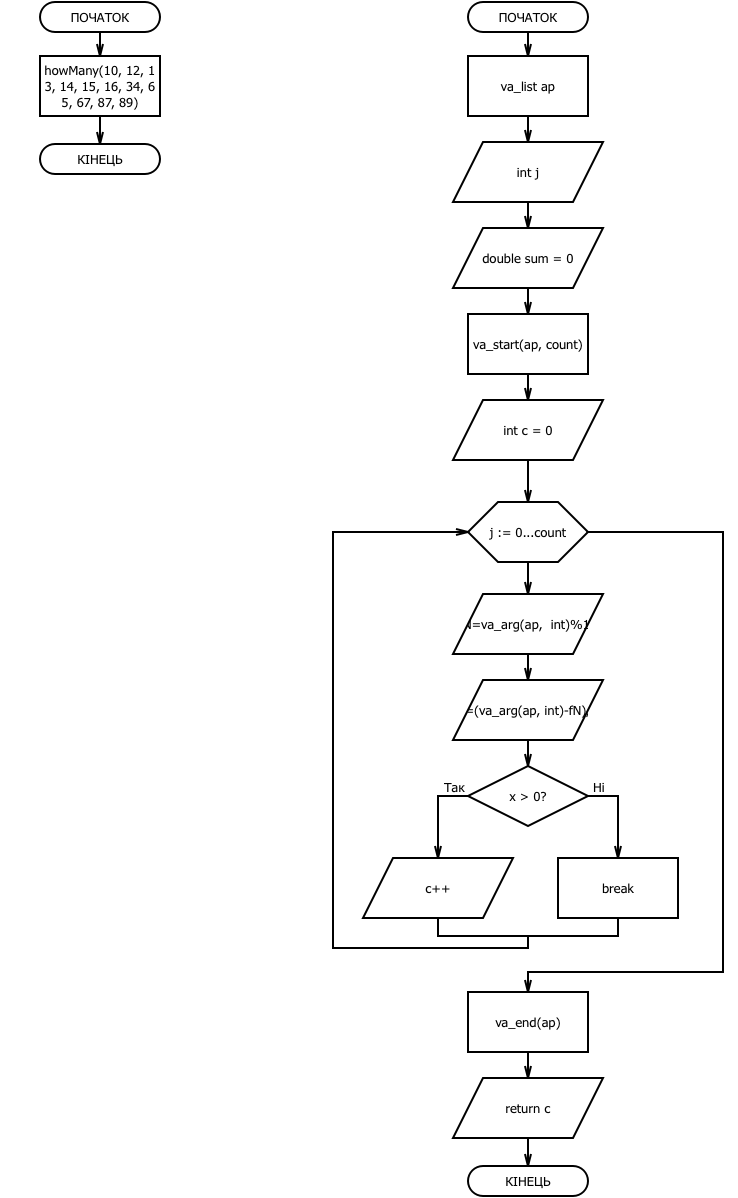 ПОЧАТОК
howMany(10, 12, 1
3, 14, 15, 16, 34, 6
5, 67, 87, 89)
КІНЕЦЬ
ПОЧАТОК
va_list ap
int j
double sum = 0
va_start(ap, count)
int c = 0
j := 0...count
=va_arg(ap, int)%1
=(va_arg(ap, int)-fN)
x > 0?
Так
Ні
c++
break
va_end(ap)
return c
КІНЕЦЬ